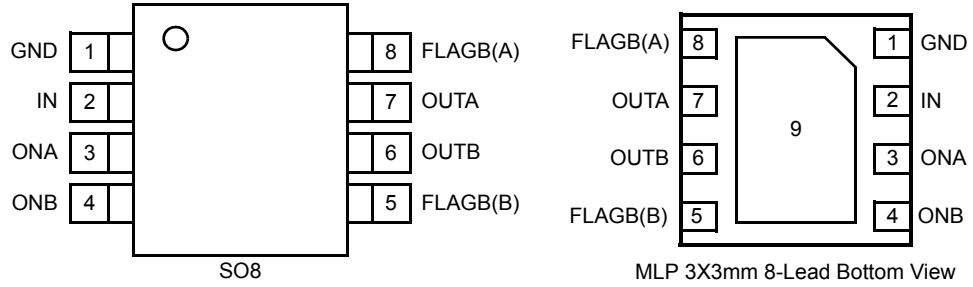 GND 1 8 FLAGB(A)
IN 2 7 OUTA
ONA 3 6 OUTB
ONB 4 5 FLAGB(B)
SO8
FLAGB(A) 8 1 GND
OUTA 7 2 IN
9
OUTB 6 3 ONA
FLAGB(B) 5 4 ONB
MLP 3X3mm 8-Lead Bottom View